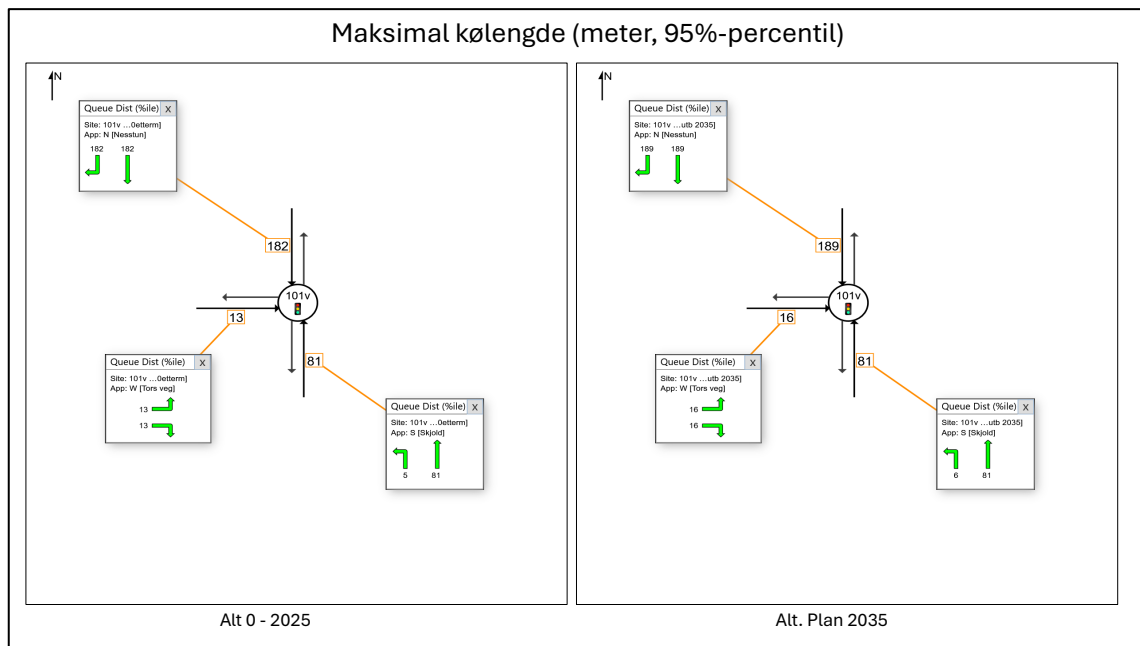 Maksimal kølengde (meter, 95%-percentil)
N
Queue Dist (%ile) x
Site: 101v ...0etterm]
App: N [Nesstun]
182 182
182
101v
13
Queue Dist (%ile) x
Site: 101v ...0etterm]
App: W [Tors veg]
13
13
81
Queue Dist (%ile) x
Site: 101v ...0etterm]
App: S [Skjold]
5 81
Alt 0 - 2025
N
Queue Dist (%ile) x
Site: 101v ...utb 2035]
App: N [Nesstun]
189 189
189
101v
16
Queue Dist (%ile) x
Site: 101v ...utb 2035]
App: W [Tors veg]
16
16
81
Queue Dist (%ile) x
Site: 101v ...utb 2035]
App: S [Skjold]
6 81
Alt. Plan 2035